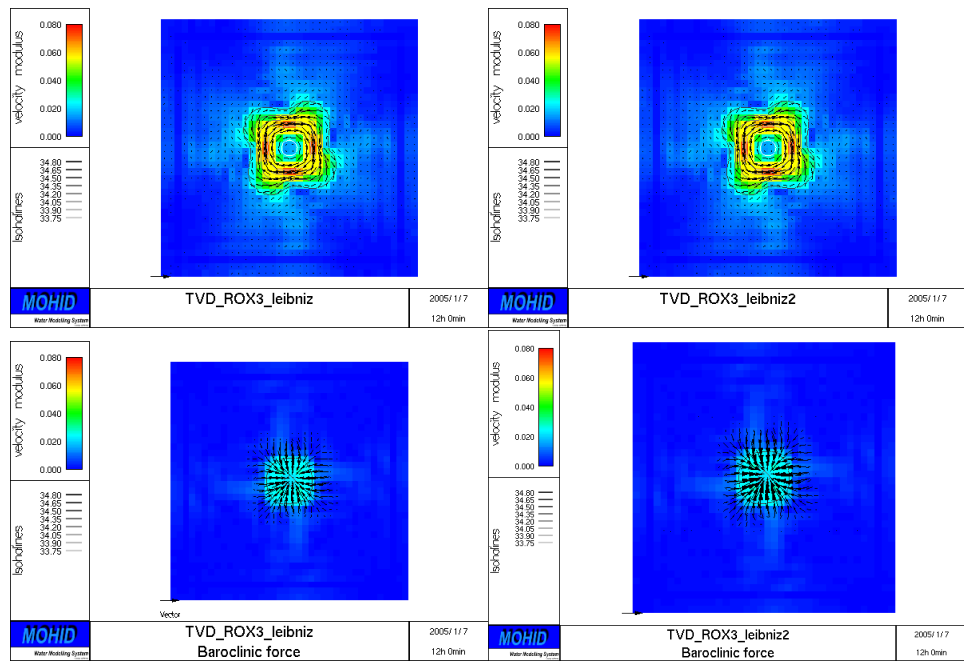 0.080
0.060
0.040
0.020
0.000
velocity modulus
34.80
34.65
34.50
34.35
34.20
34.05
33.90
33.75
Isohalines
MOHID
Water Modelling System
TVD_ROX3_leibniz
2005/1/7
12h 0min
0.080
0.060
0.040
0.020
0.000
velocity modulus
34.80
34.65
34.50
34.35
34.20
34.05
33.90
33.75
Isohalines
MOHID
Water Modelling System
TVD_ROX3_leibniz2
2005/1/7
12h 0min
0.080
0.060
0.040
0.020
0.000
velocity modulus
34.80
34.65
34.50
34.35
34.20
34.05
33.90
33.75
Isohalines
Vector
MOHID
Water Modelling System
TVD_ROX3_leibniz
Baroclinic force
2005/1/7
12h 0min
0.080
0.060
0.040
0.020
0.000
velocity modulus
34.80
34.65
34.50
34.35
34.20
34.05
33.90
33.75
Isohalines
MOHID
Water Modelling System
TVD_ROX3_leibniz2
Baroclinic force
2005/1/7
12h 0min